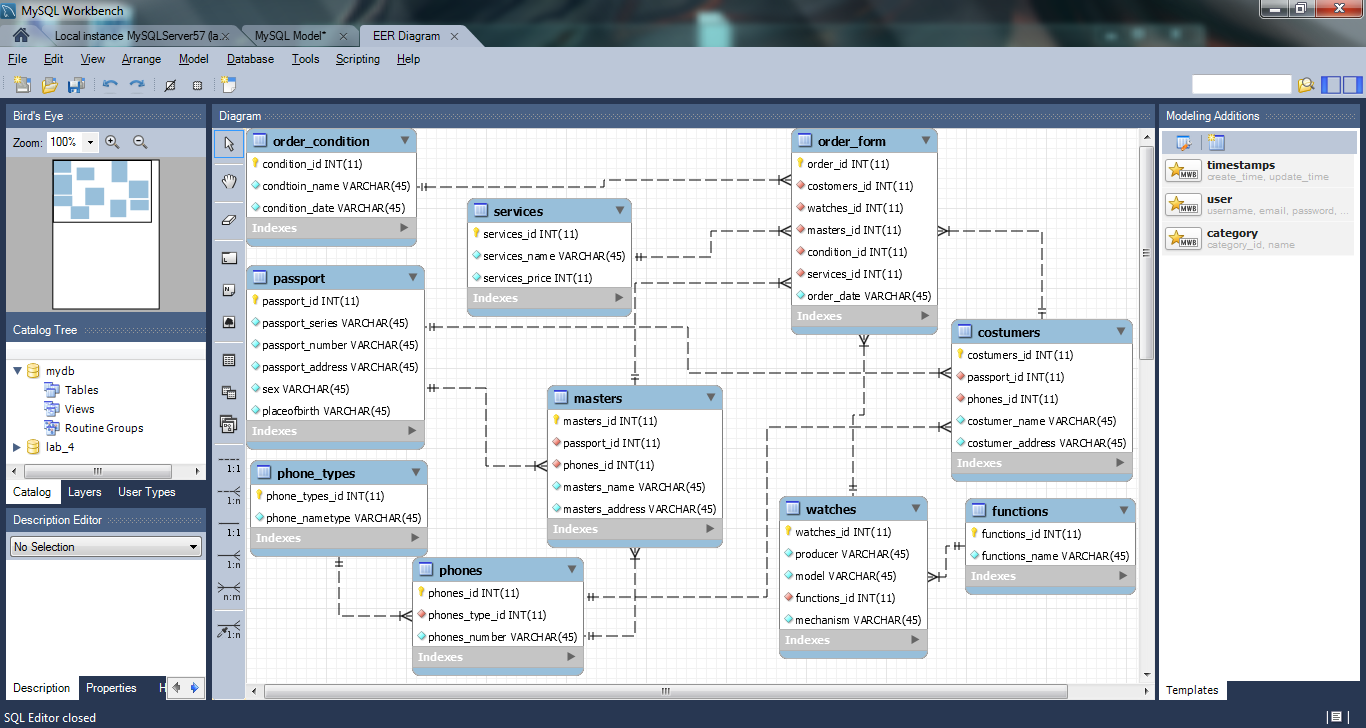 MySQL Workbench
Local instance MySQLServer57 (la...
MySQL Model*
EER Diagram
File Edit View Arrange Model Database Tools Scripting Help
Bird's Eye
Zoom: 100%
Catalog Tree
mydb
Tables
Views
Routine Groups
lab_4
Catalog Layers User Types
Description Editor
No Selection
Description Properties H
SQL Editor closed
Diagram
1:1
1:n
1:1
1:n
n:m
1:n
order_condition
condition_id INT(11)
condtioin_name VARCHAR(45)
condition_date VARCHAR(45)
Indexes
services
services_id INT(11)
services_name VARCHAR(45)
services_price INT(11)
Indexes
order_form
order_id INT(11)
costomers_id INT(11)
watches_id INT(11)
masters_id INT(11)
condition_id INT(11)
services_id INT(11)
order_date VARCHAR(45)
Indexes
passport
passport_id INT(11)
passport_series VARCHAR(45)
passport_number VARCHAR(45)
passport_address VARCHAR(45)
sex VARCHAR(45)
placeofbirth VARCHAR(45)
Indexes
costumers
costumers_id INT(11)
passport_id INT(11)
phones_id INT(11)
costumer_name VARCHAR(45)
costumer_address VARCHAR(45)
Indexes
masters
masters_id INT(11)
passport_id INT(11)
phones_id INT(11)
masters_name VARCHAR(45)
masters_address VARCHAR(45)
Indexes
phone_types
phone_types_id INT(11)
phone_nametype VARCHAR(45)
Indexes
watches
watches_id INT(11)
producer VARCHAR(45)
model VARCHAR(45)
functions_id INT(11)
mechanism VARCHAR(45)
Indexes
functions
functions_id INT(11)
functions_name VARCHAR(45)
Indexes
phones
phones_id INT(11)
phones_type_id INT(11)
phones_number VARCHAR(45)
Indexes
Modeling Additions
MWB
timestamps
create_time, update_time
MWB
user
username, email, password, ...
MWB
category
category_id, name
Templates